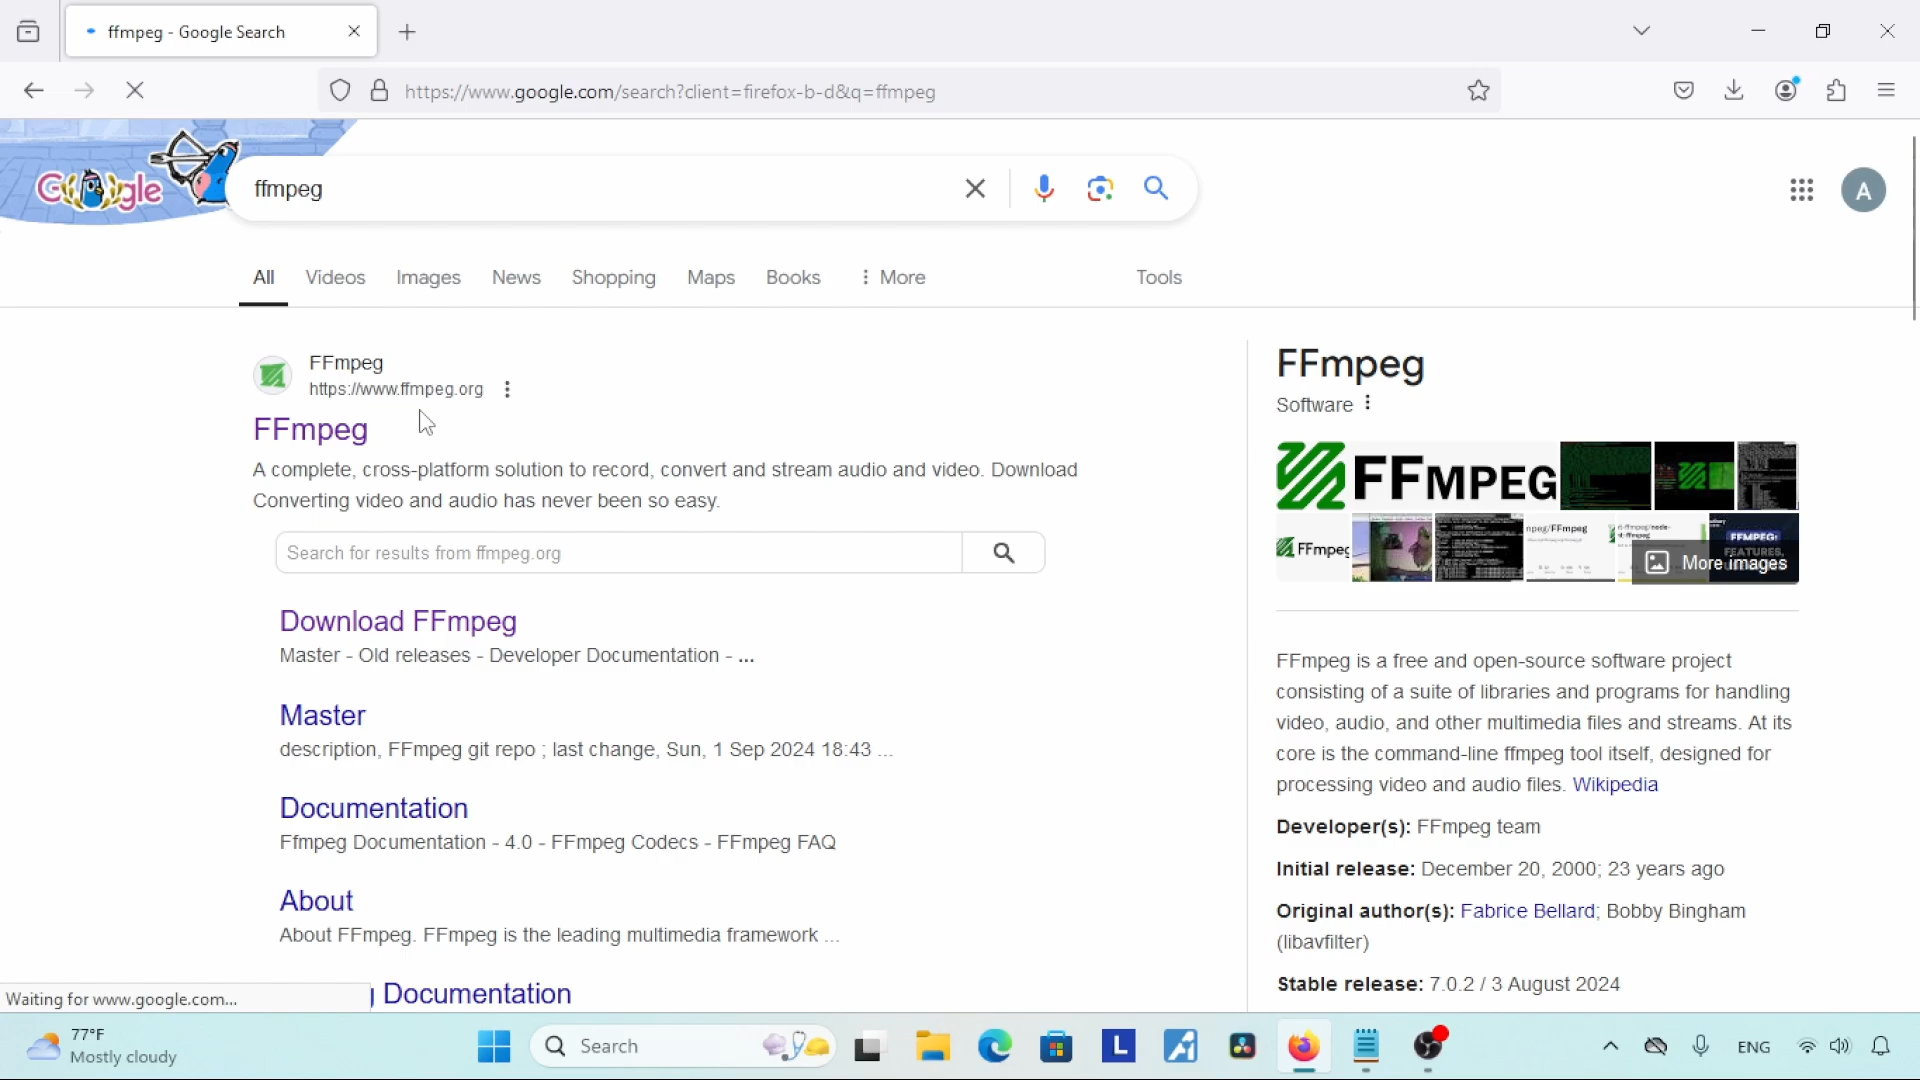 ffmpeg - Google Search
https://www.google.com/search?client=firefox-b-d&q=ffmpeg
Google
ffmpeg
A
All Videos Images News Shopping Maps Books More Tools
FFmpeg
https://www.ffmpeg.org
FFmpeg
A complete, cross-platform solution to record, convert and stream audio and video. Download
Converting video and audio has never been so easy.
Search for results from ffmpeg.org
Download FFmpeg
Master - Old releases - Developer Documentation - ...
Master
description, FFmpeg git repo ; last change, Sun, 1 Sep 2024 18:43 ...
Documentation
Ffmpeg Documentation - 4.0 - FFmpeg Codecs - FFmpeg FAQ
About
About FFmpeg. FFmpeg is the leading multimedia framework ...
Documentation
FFmpeg
Software
FFMPEG
FFmpeg
mpeg/FFmpeg
FFMPEG:
FEATURES,
More images
FFmpeg is a free and open-source software project
consisting of a suite of libraries and programs for handling
video, audio, and other multimedia files and streams. At its
core is the command-line ffmpeg tool itself, designed for
processing video and audio files. Wikipedia
Developer(s): FFmpeg team
Initial release: December 20, 2000; 23 years ago
Original author(s): Fabrice Bellard; Bobby Bingham
(libavfilter)
Stable release: 7.0.2 / 3 August 2024
Waiting for www.google.com...
77°F
Mostly cloudy
Search
L
ENG